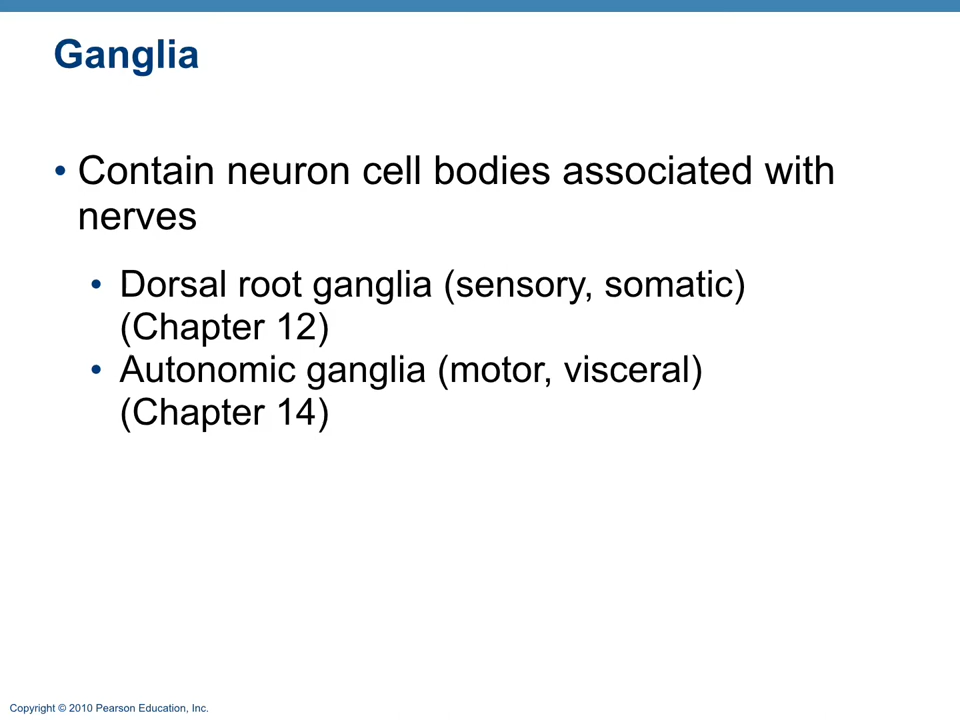 Ganglia
• Contain neuron cell bodies associated with
nerves
• Dorsal root ganglia (sensory, somatic)
(Chapter 12)
• Autonomic ganglia (motor, visceral)
(Chapter 14)
Copyright © 2010 Pearson Education, Inc.